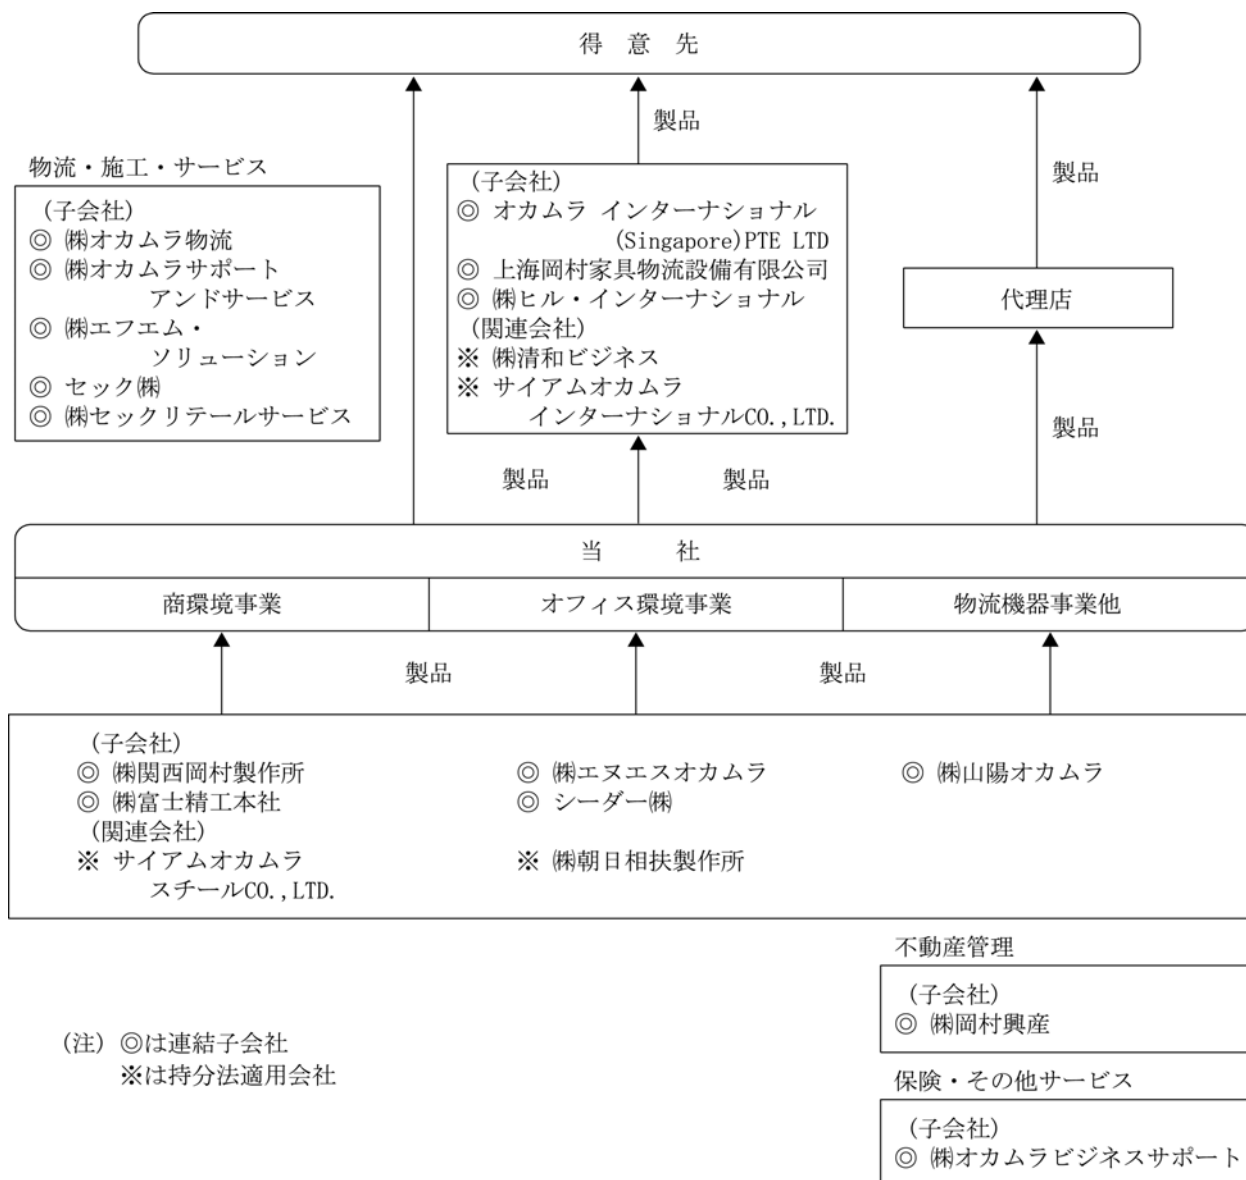 得 意 先
製品
製品
物流・施工・サービス
(子会社)
◎ ㈱オカムラ物流
◎ ㈱オカムラサポート
アンドサービス
◎ ㈱エフエム・
ソリューション
◎ セック㈱
◎ ㈱セックリテールサービス
(子会社)
◎ オカムラ インターナショナル
(Singapore)PTE LTD
◎ 上海岡村家具物流設備有限公司
◎ ㈱ヒル・インターナショナル
(関連会社)
※ ㈱清和ビジネス
※ サイアムオカムラ
インターナショナルCO.,LTD.
代理店
製品
製品
製品
当 社
商環境事業
オフィス環境事業
物流機器事業他
製品
製品
(子会社)
◎ ㈱関西岡村製作所
◎ ㈱富士精工本社
(関連会社)
※ サイアムオカムラ
スチールCO.,LTD.
◎ ㈱エヌエスオカムラ
◎ シーダー㈱
※ ㈱朝日相扶製作所
◎ ㈱山陽オカムラ
不動産管理
(子会社)
◎ ㈱岡村興産
保険・その他サービス
(子会社)
◎ ㈱オカムラビジネスサポート
(注) ◎は連結子会社
※は持分法適用会社